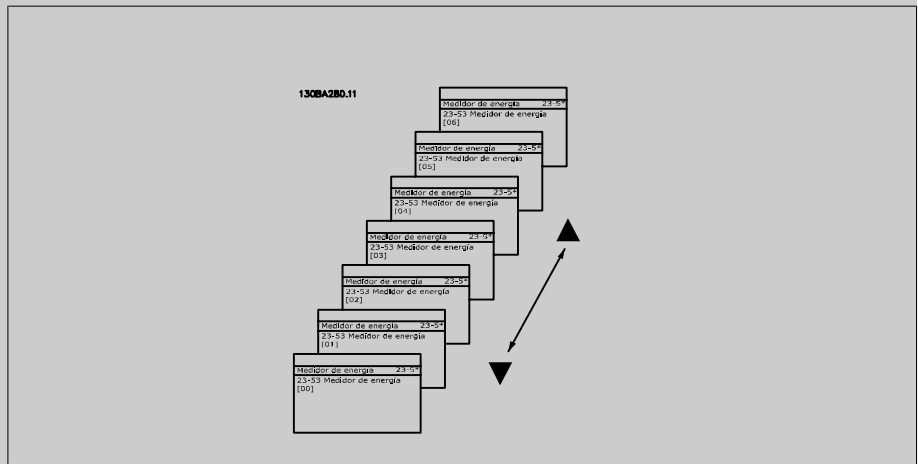 130BA280.11
Medidor de energía 23-5*
23-53 Medidor de energía
[06]
Medidor de energía 23-5*
23-53 Medidor de energía
[05]
Medidor de energía 23-5*
23-53 Medidor de energía
[04]
Medidor de energía 23-5*
23-53 Medidor de energía
[03]
Medidor de energía 23-5*
23-53 Medidor de energía
[02]
Medidor de energía 23-5*
23-53 Medidor de energía
[01]
Medidor de energía 23-5*
23-53 Medidor de energía
[00]